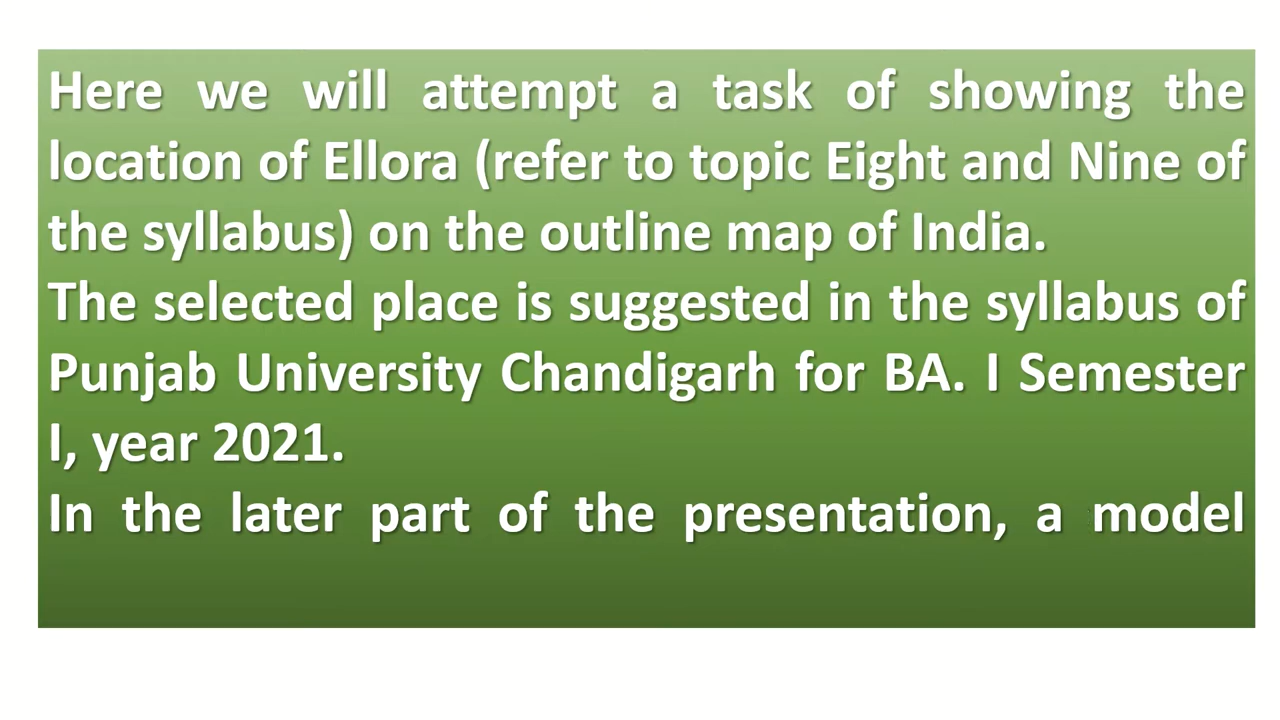 Here we will attempt a task of showing the
location of Ellora (refer to topic Eight and Nine of
the syllabus) on the outline map of India.
The selected place is suggested in the syllabus of
Punjab University Chandigarh for BA. I Semester
I, year 2021.
In the later part of the presentation, a model